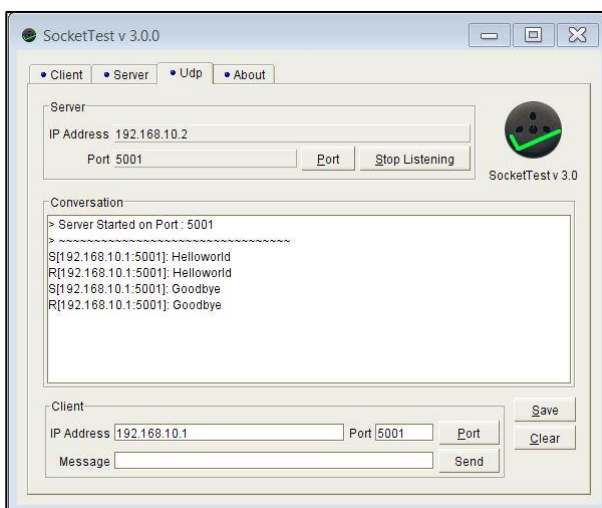 SocketTest v 3.0.0
Client Server Udp About
Server
IP Address 192.168.10.2
Port 5001 Port Stop Listening
SocketTest v 3.0
Conversation
> Server Started on Port : 5001
> ~~~~~~~~~~~~~~~~~~~~~~~~~~~~~~~~~
S[192.168.10.1:5001]: Helloworld
R[192.168.10.1:5001]: Helloworld
S[192.168.10.1:5001]: Goodbye
R[192.168.10.1:5001]: Goodbye
Client
IP Address 192.168.10.1 Port 5001 Port
Message Send
Save
Clear